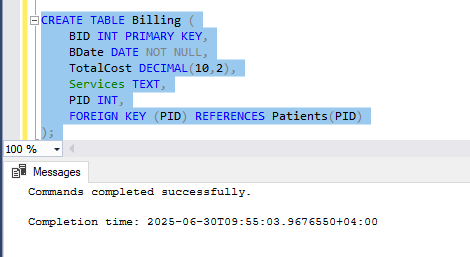 CREATE TABLE Billing (
BID INT PRIMARY KEY,
BDate DATE NOT NULL,
TotalCost DECIMAL(10,2),
Services TEXT,
PID INT,
FOREIGN KEY (PID) REFERENCES Patients(PID)
);
100 %
Messages
Commands completed successfully.
Completion time: 2025-06-30T09:55:03.9676550+04:00